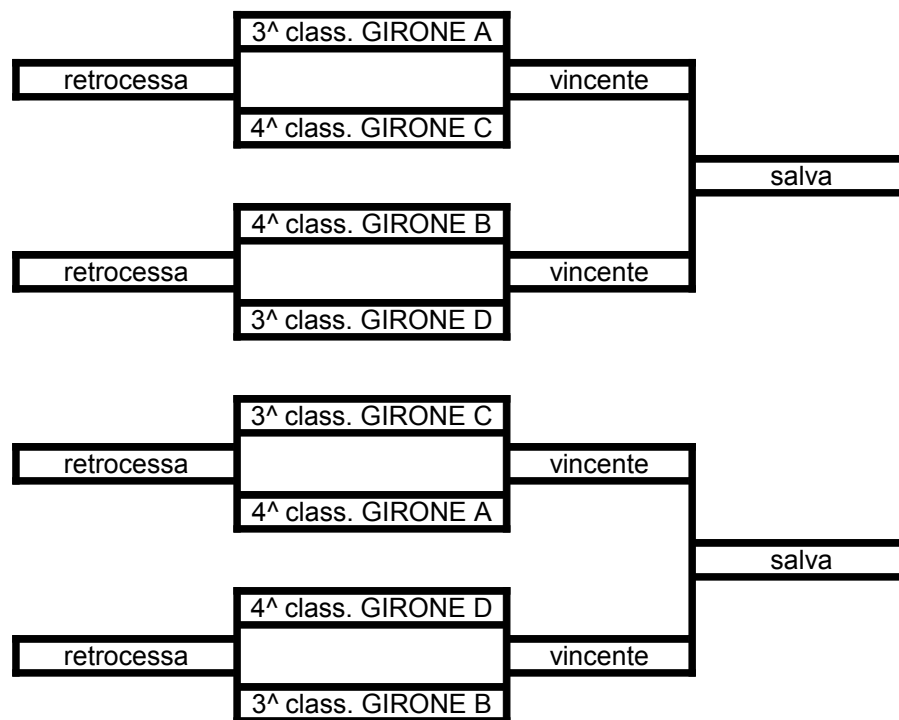 3^ class. GIRONE A
retrocessa
vincente
4^ class. GIRONE C
salva
4^ class. GIRONE B
retrocessa
vincente
3^ class. GIRONE D
3^ class. GIRONE C
retrocessa
vincente
4^ class. GIRONE A
salva
4^ class. GIRONE D
retrocessa
vincente
3^ class. GIRONE B